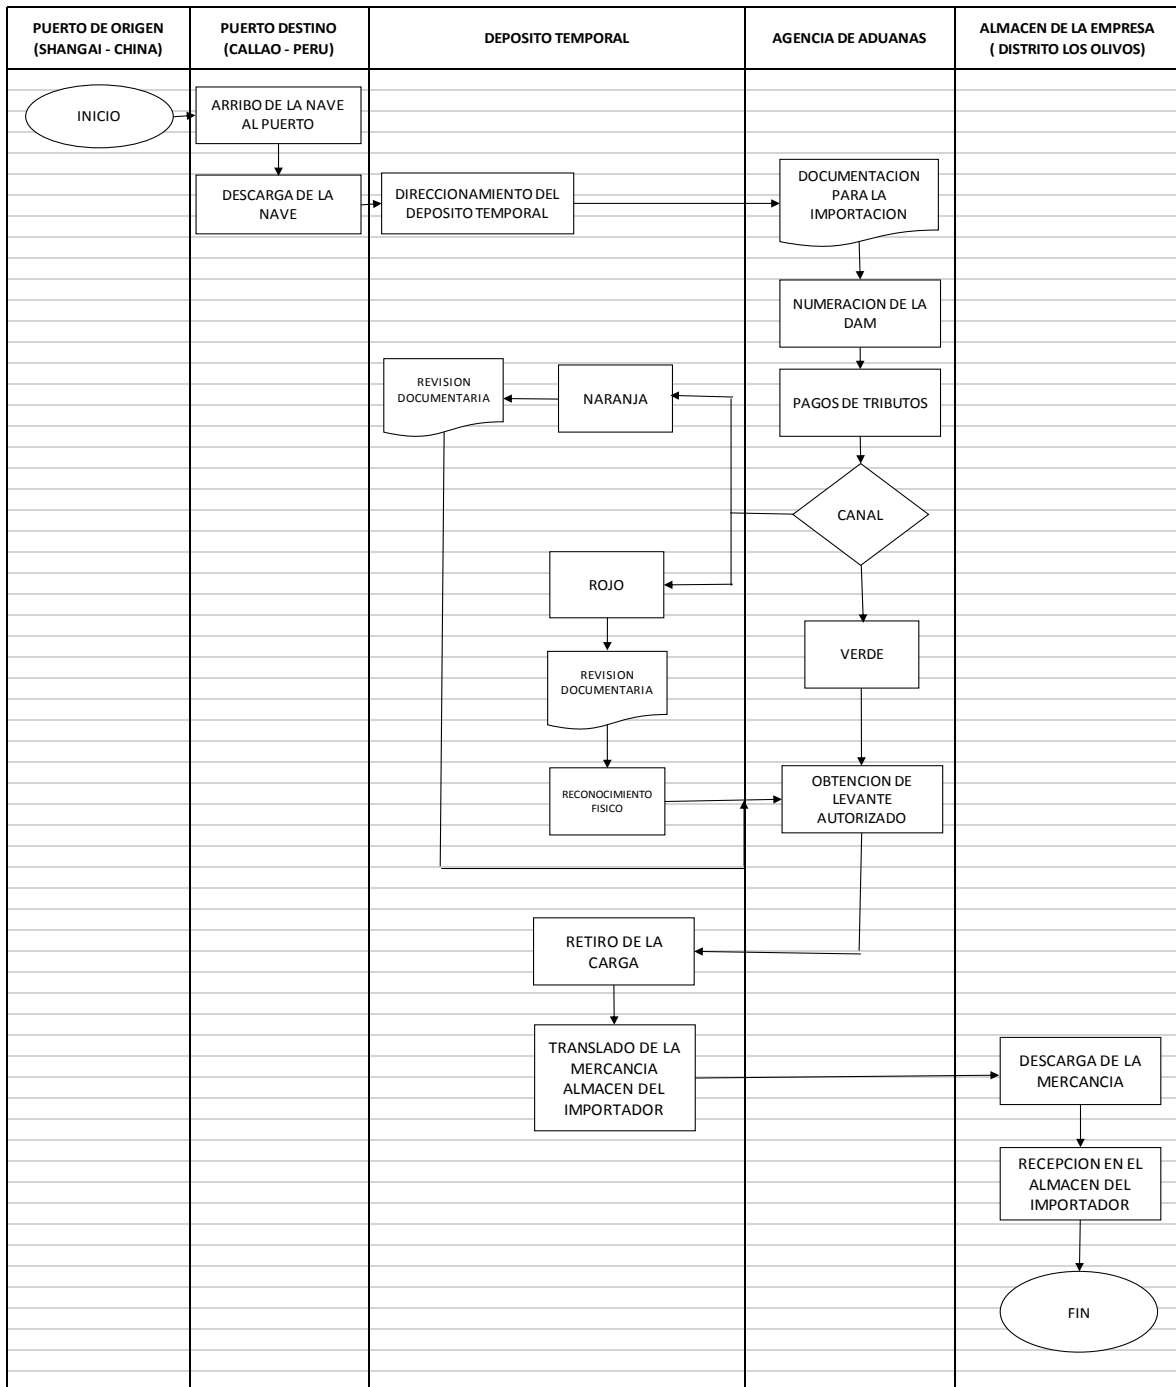 PUERTO DE ORIGEN
(SHANGAI - CHINA)
PUERTO DESTINO
(CALLAO - PERU)
DEPOSITO TEMPORAL
AGENCIA DE ADUANAS
ALMACEN DE LA EMPRESA
( DISTRITO LOS OLIVOS)
INICIO
ARRIBO DE LA NAVE
AL PUERTO
DESCARGA DE LA
NAVE
DIRECCIONAMIENTO DEL
DEPOSITO TEMPORAL
DOCUMENTACION
PARA LA
IMPORTACION
NUMERACION DE LA
DAM
PAGOS DE TRIBUTOS
CANAL
NARANJA
REVISION
DOCUMENTARIA
ROJO
REVISION
DOCUMENTARIA
RECONOCIMIENTO
FISICO
VERDE
OBTENCION DE
LEVANTE
AUTORIZADO
RETIRO DE LA
CARGA
TRANSLADO DE LA
MERCANCIA
ALMACEN DEL
IMPORTADOR
DESCARGA DE LA
MERCANCIA
RECEPCION EN EL
ALMACEN DEL
IMPORTADOR
FIN